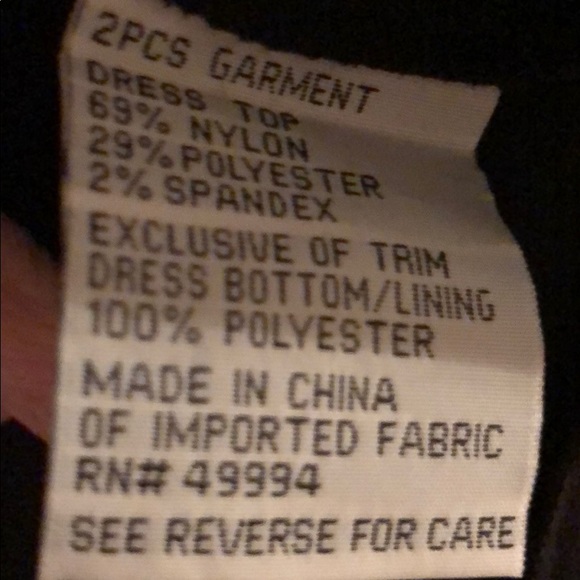 2PCS GARMENT
DRESS TOP
69% NYLON
29% POLYESTER
2% SPANDEX
EXCLUSIVE OF TRIM
DRESS BOTTOM/LINING
100% POLYESTER
MADE IN CHINA
OF IMPORTED FABRIC
RN# 49994
SEE REVERSE FOR CARE